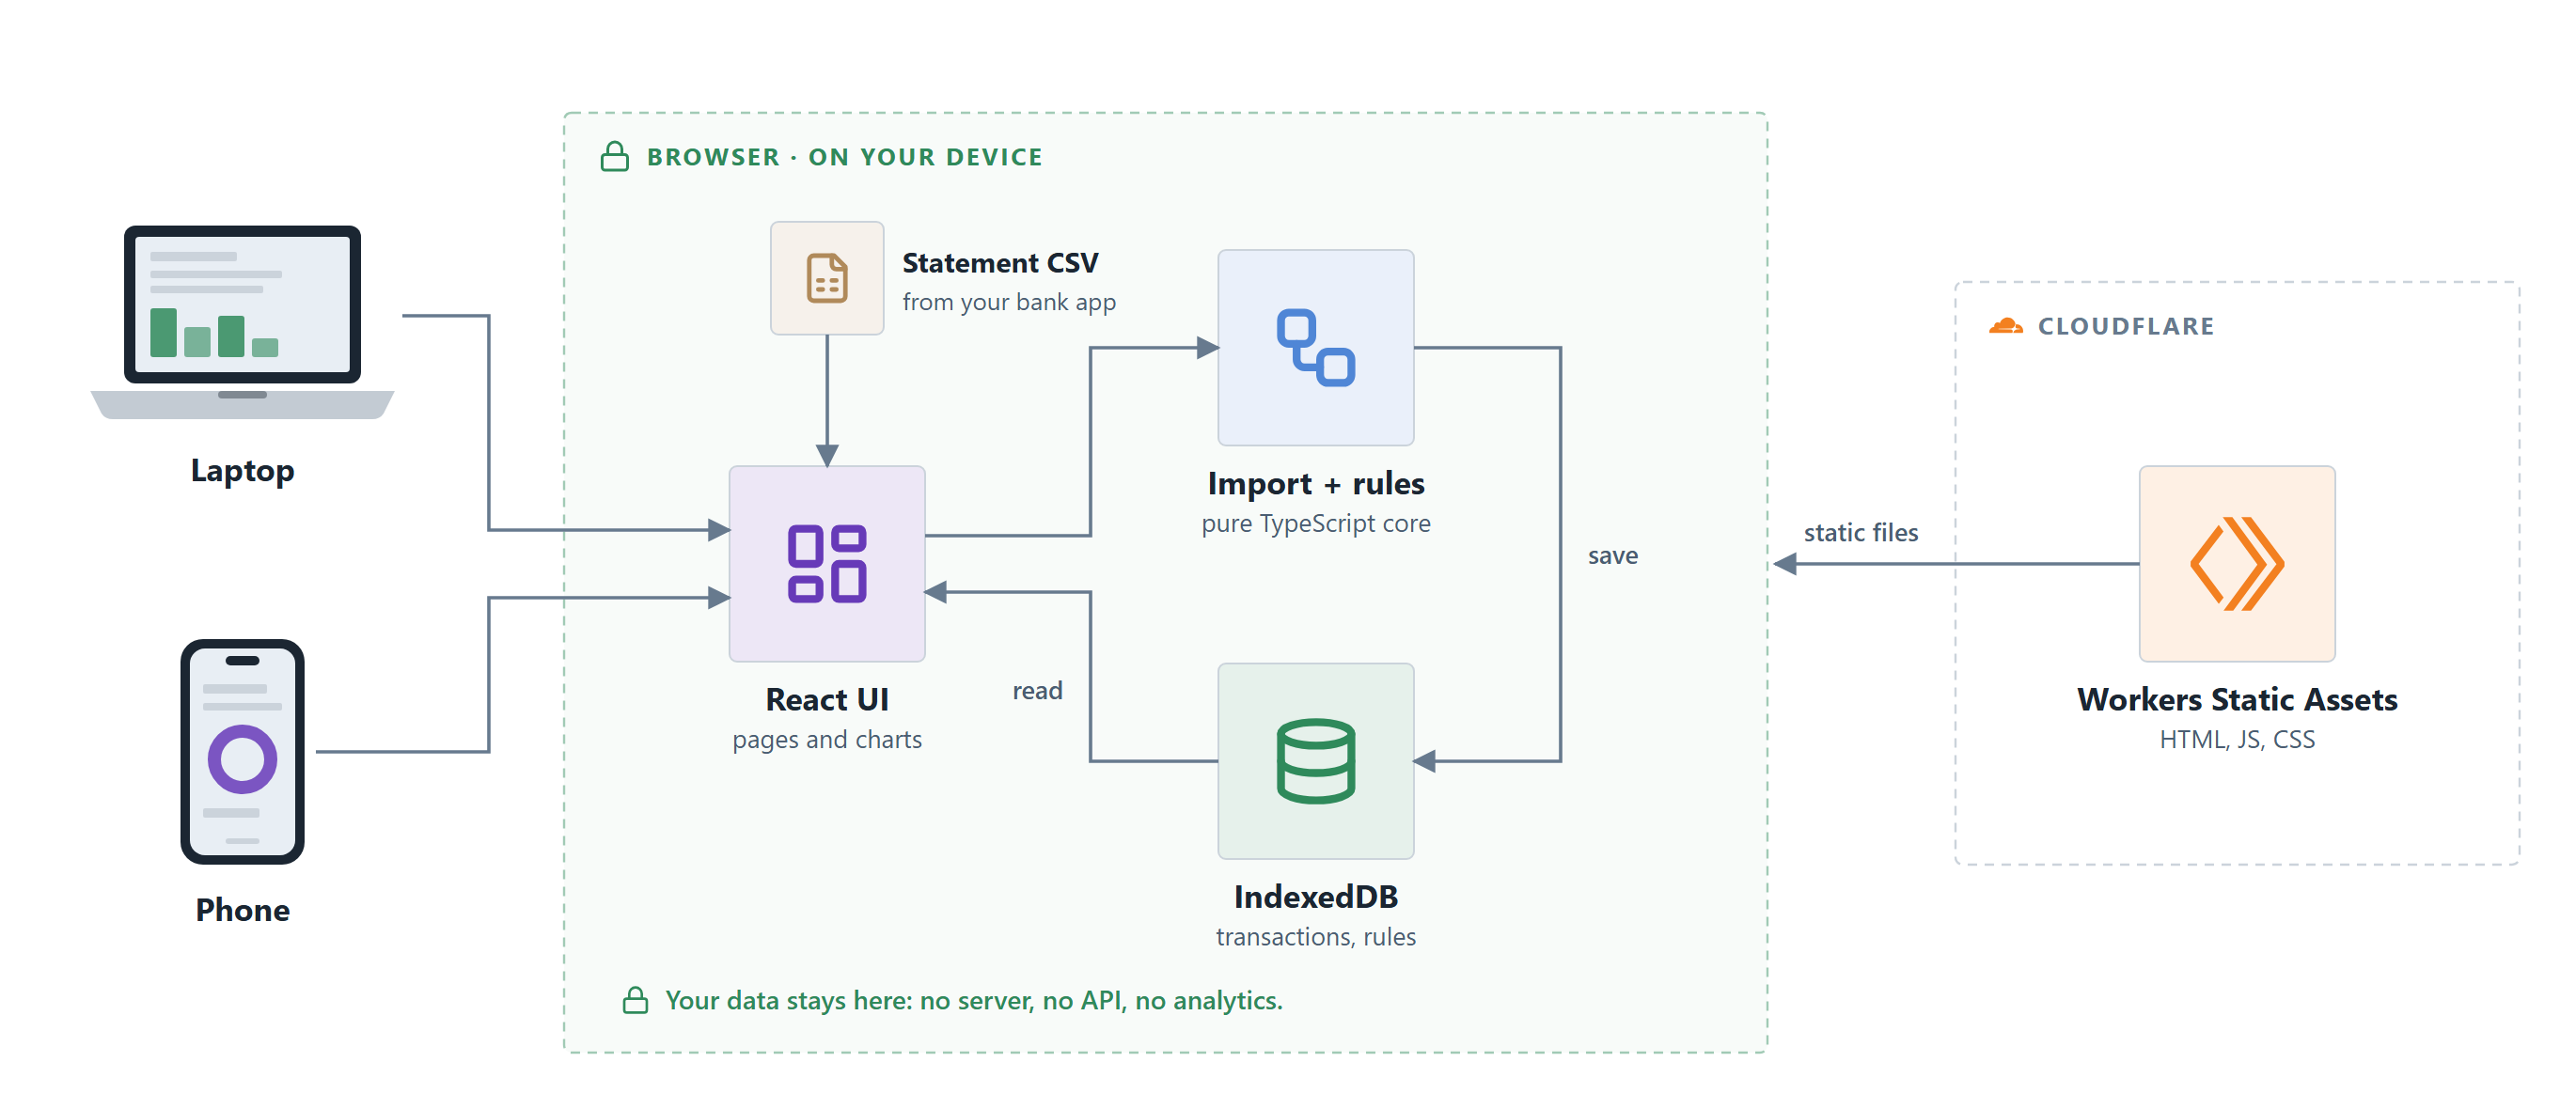 BROWSER · ON YOUR DEVICE
Statement CSV
from your bank app
CLOUDFLARE
Laptop
Import + rules
pure TypeScript core
save
static files
React UI
pages and charts
read
Workers Static Assets
HTML, JS, CSS
Phone
IndexedDB
transactions, rules
Your data stays here: no server, no API, no analytics.